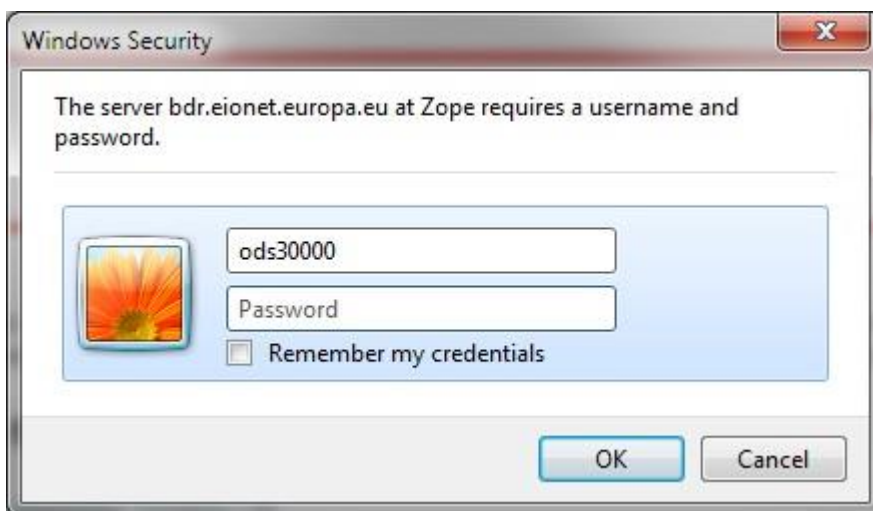 Windows Security
The server bdr.eionet.europa.eu at Zope requires a username and
password.
ods30000
Password
Remember my credentials
OK
Cancel